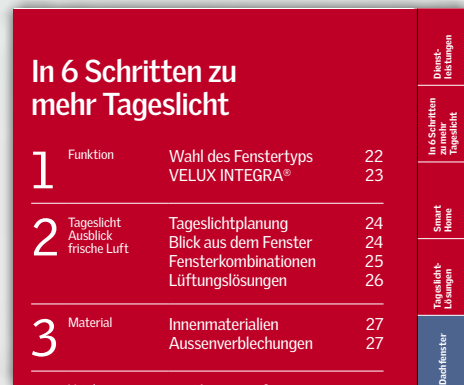 In 6 Schritten zu
mehr Tageslicht
1 Funktion Wahl des Fenstertyps 22
VELUX INTEGRA® 23
2 Tageslicht Tageslichtplanung 24
Ausblick Blick aus dem Fenster 24
frische Luft Fensterkombinationen 25
Lüftungslösungen 26
3 Material Innenmaterialien 27
Aussenverblechungen 27
Dienst-
leistungen
In 6 Schritten
zu mehr
Tageslicht
Smart
Home
Tageslicht-
Lösungen
Dachfenster